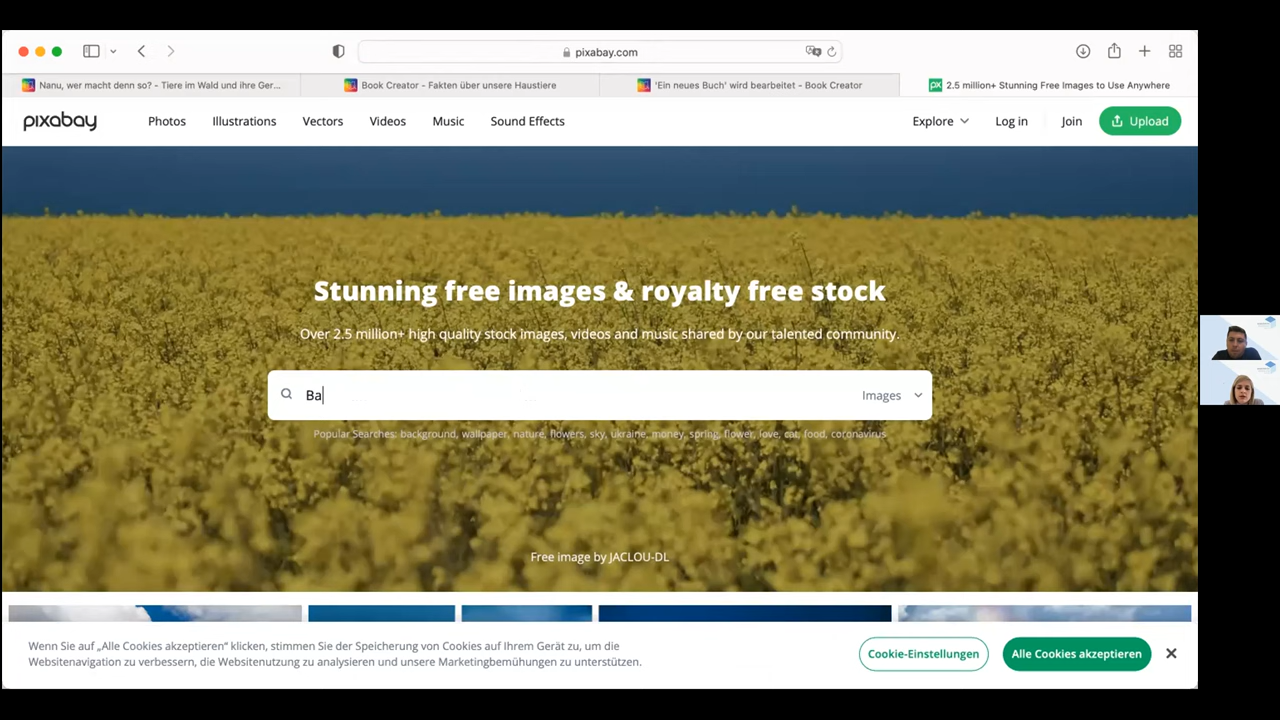 pixabay.com
Nanu, wer macht denn so? - Tiere im Wald und ihre Ger...
Book Creator - Fakten über unsere Haustiere
'Ein neues Buch' wird bearbeitet - Book Creator
px 2.5 million+ Stunning Free Images to Use Anywhere
pixabay Photos Illustrations Vectors Videos Music Sound Effects Explore Log in Join Upload
Stunning free images & royalty free stock
Over 2.5 million+ high quality stock images, videos and music shared by our talented community.
Ba Images
Popular Searches: background, wallpaper, nature, flowers, sky, ukraine, money, spring, flower, love, cat, food, coronavirus
Free image by JACLOU-DL
Wenn Sie auf „Alle Cookies akzeptieren“ klicken, stimmen Sie der Speicherung von Cookies auf Ihrem Gerät zu, um die
Websitenavigation zu verbessern, die Websitenutzung zu analysieren und unsere Marketingbemühungen zu unterstützen.
Cookie-Einstellungen
Alle Cookies akzeptieren